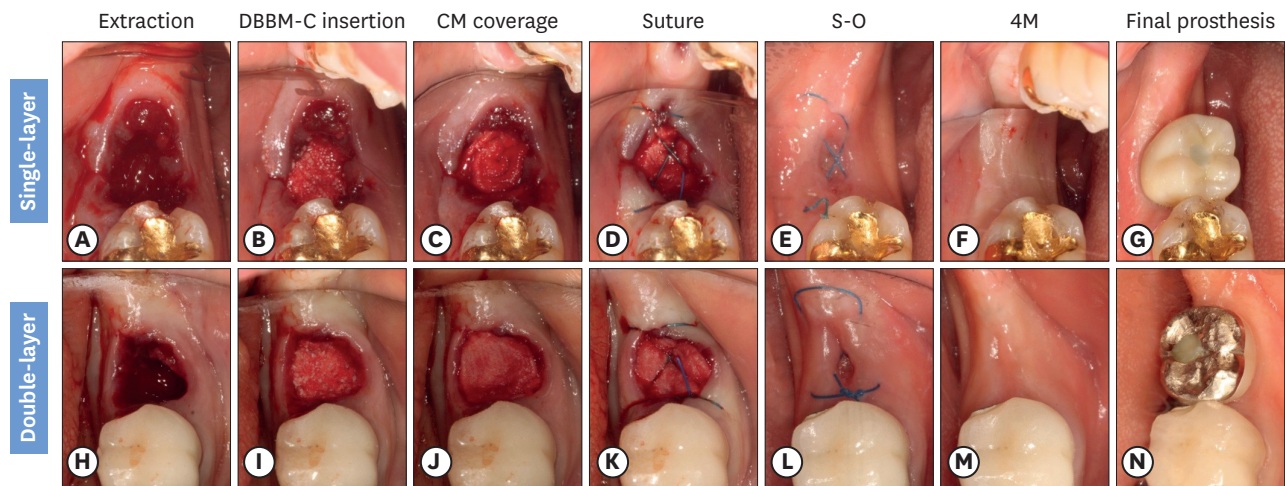 Extraction
DBBM-C insertion
CM coverage
Suture
S-O
4M
Final prosthesis
Single-layer
A
B
C
D
E
F
G
Double-layer
H
I
J
K
L
M
N